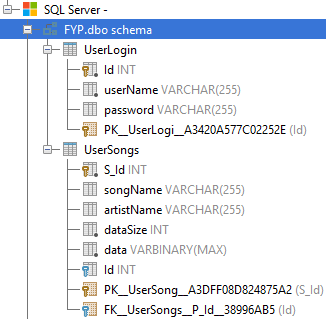 SQL Server -
FYP.dbo schema
UserLogin
Id INT
userName VARCHAR(255)
password VARCHAR(255)
PK__UserLogi__A3420A577C02252E (Id)
UserSongs
S_Id INT
songName VARCHAR(255)
artistName VARCHAR(255)
dataSize INT
data VARBINARY(MAX)
Id INT
PK__UserSong__A3DFF08D824875A2 (S_Id)
FK__UserSongs__P_Id__38996AB5 (Id)